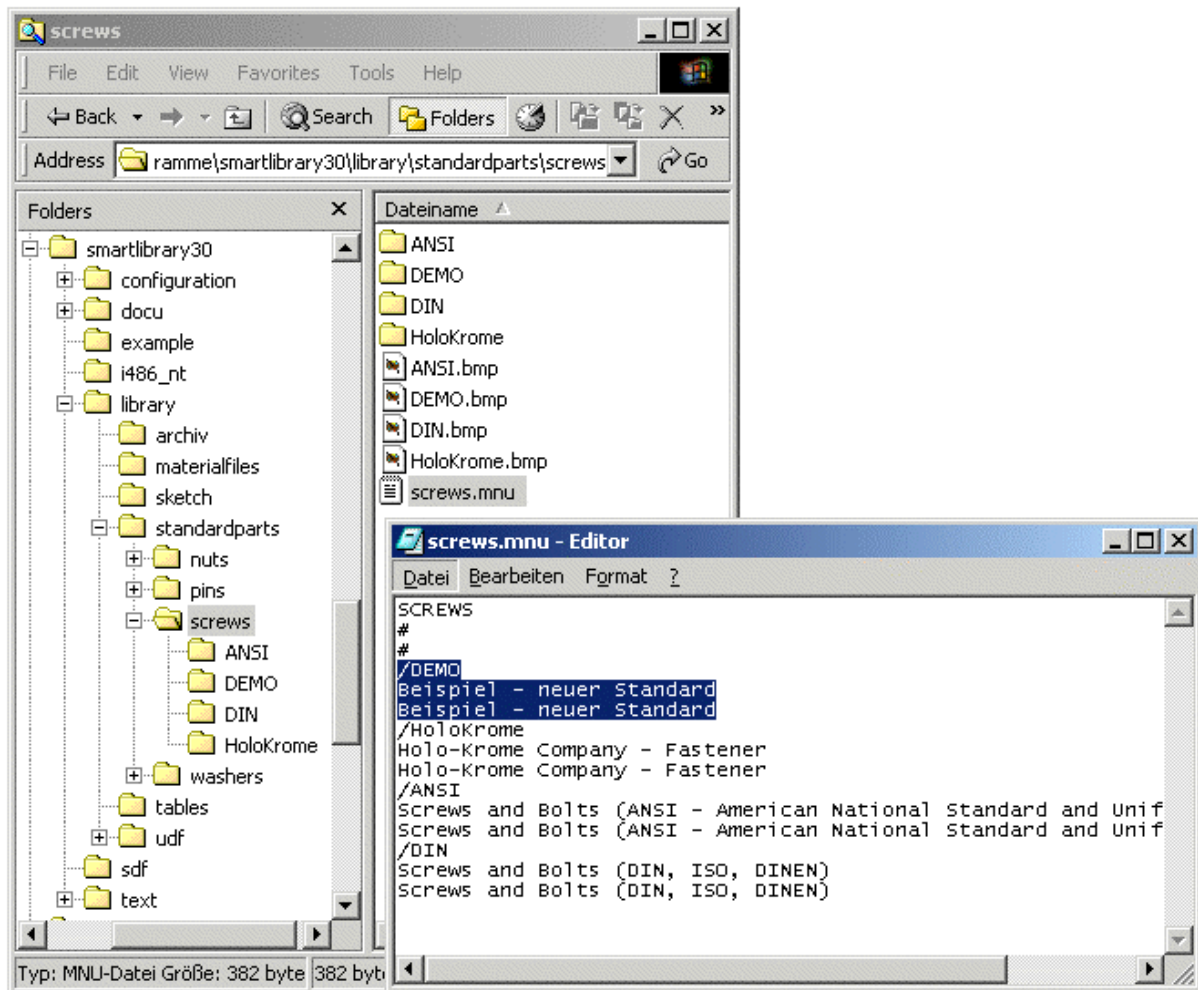 screws
File Edit View Favorites Tools Help
Back Search Folders »
Address ramme\smartlibrary30\library\standardparts\screws Go
Folders
smartlibrary30
configuration
docu
example
i486_nt
library
archiv
materialfiles
sketch
standardparts
nuts
pins
screws
ANSI
DEMO
DIN
HoloKrome
washers
tables
udf
sdf
text
Dateiname
ANSI
DEMO
DIN
HoloKrome
ANSI.bmp
DEMO.bmp
DIN.bmp
HoloKrome.bmp
screws.mnu
Typ: MNU-Datei Größe: 382 byte 382 byt
screws.mnu - Editor
Datei Bearbeiten Format ?
SCREWS
#
#
/DEMO
Beispiel - neuer Standard
Beispiel - neuer Standard
/HoloKrome
Holo-Krome Company - Fastener
Holo-Krome Company - Fastener
/ANSI
Screws and Bolts (ANSI - American National Standard and Unif
Screws and Bolts (ANSI - American National Standard and Unif
/DIN
Screws and Bolts (DIN, ISO, DINEN)
Screws and Bolts (DIN, ISO, DINEN)